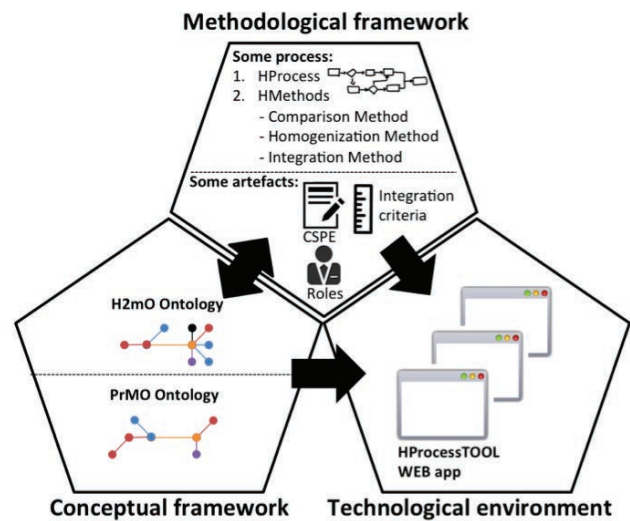 Methodological framework
Some process:
1. HProcess
2. HMethods
- Comparison Method
- Homogenization Method
- Integration Method
Some artefacts:
Integration
criteria
CSPE
Roles
H2mO Ontology
PrMO Ontology
HProcessTOOL
WEB app
Conceptual framework
Technological environment